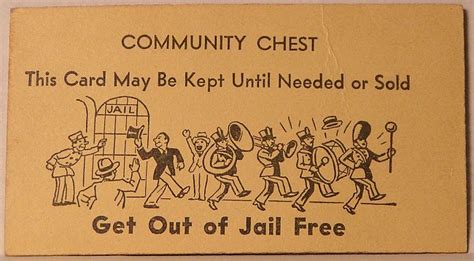 COMMUNITY CHEST
This Card May Be Kept Until Needed or Sold
JAIL
Get Out of Jail Free